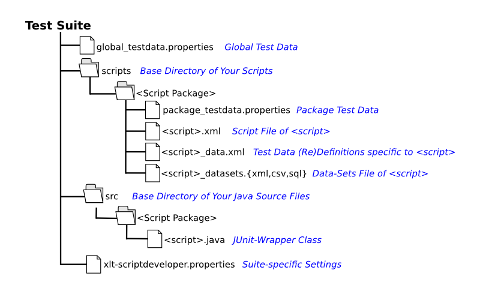 Test Suite
global_testdata.properties Global Test Data
scripts Base Directory of Your Scripts
<Script Package>
package_testdata.properties Package Test Data
<script>.xml Script File of <script>
<script>_data.xml Test Data (Re)Definitions specific to <script>
<script>_datasets.{xml,csv,sql} Data-Sets File of <script>
src Base Directory of Your Java Source Files
<Script Package>
<script>.java JUnit-Wrapper Class
xlt-scriptdeveloper.properties Suite-specific Settings